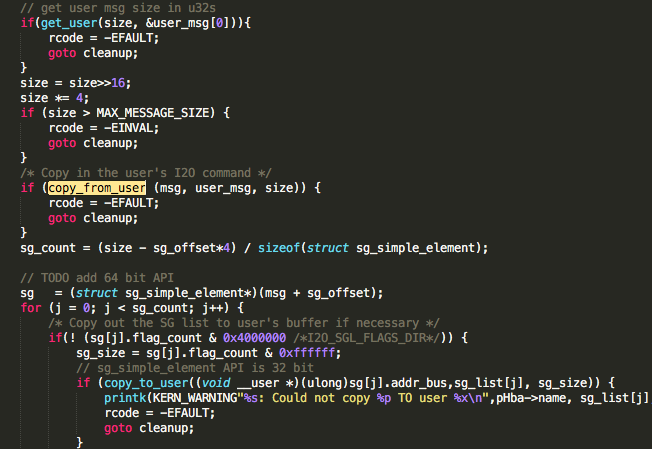 // get user msg size in u32s
if(get_user(size, &user_msg[0])){
rcode = -EFAULT;
goto cleanup;
}
size = size>>16;
size *= 4;
if (size > MAX_MESSAGE_SIZE) {
rcode = -EINVAL;
goto cleanup;
}
/* Copy in the user's I2O command */
if (copy_from_user (msg, user_msg, size)) {
rcode = -EFAULT;
goto cleanup;
}
sg_count = (size - sg_offset*4) / sizeof(struct sg_simple_element);
// TODO add 64 bit API
sg = (struct sg_simple_element*)(msg + sg_offset);
for (j = 0; j < sg_count; j++) {
/* Copy out the SG list to user's buffer if necessary */
if(! (sg[j].flag_count & 0x4000000 /*I2O_SGL_FLAGS_DIR*/)) {
sg_size = sg[j].flag_count & 0xffffff;
// sg_simple_element API is 32 bit
if (copy_to_user((void __user *)(ulong)sg[j].addr_bus,sg_list[j], sg_size)) {
printk(KERN_WARNING"%s: Could not copy %p TO user %x\n",pHba->name, sg_list[j]
rcode = -EFAULT;
goto cleanup;
}